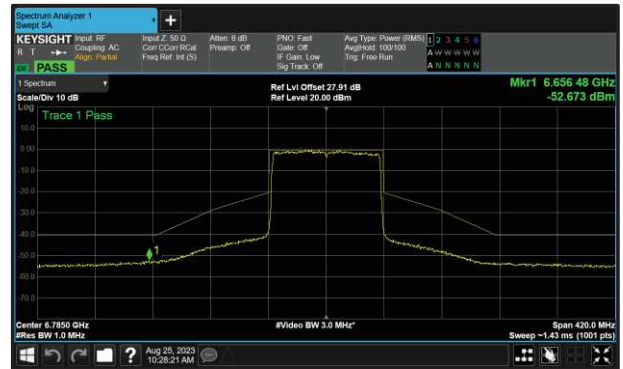 Spectrum Analyzer 1
Swept SA
+
KEYSIGHT
R T
PASS
Input: RF
Coupling: AC
Align: Partial
Input Z: 50 Ω
Corr CCorr RCal
Freq Ref: Int (S)
Atten: 6 dB
Preamp: Off
PNO: Fast
Gate: Off
IF Gain: Low
Sig Track: Off
Avg Type: Power (RMS)
Avg|Hold: 100/100
Trig: Free Run
1 2 3 4 5 6
A W W W W W
A N N N N N
1 Spectrum
Scale/Div 10 dB
Ref Lvl Offset 27.91 dB
Ref Level 20.00 dBm
Mkr1 6.656 48 GHz
-52.673 dBm
Log
Trace 1 Pass
10.0
0.00
-10.0
-20.0
-30.0
-40.0
1
-50.0
-60.0
-70.0
Center 6.7850 GHz
#Video BW 3.0 MHz*
Span 420.0 MHz
#Res BW 1.0 MHz
Sweep ~1.43 ms (1001 pts)
?
Aug 25, 2023
10:28:21 AM